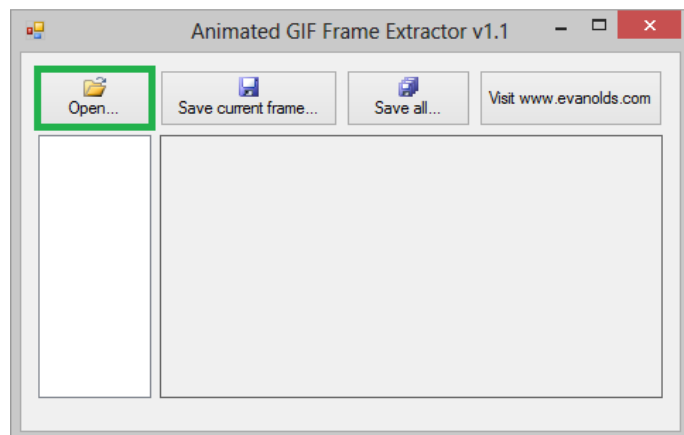 Animated GIF Frame Extractor v1.1
Open...
Save current frame...
Save all...
Visit www.evanolds.com